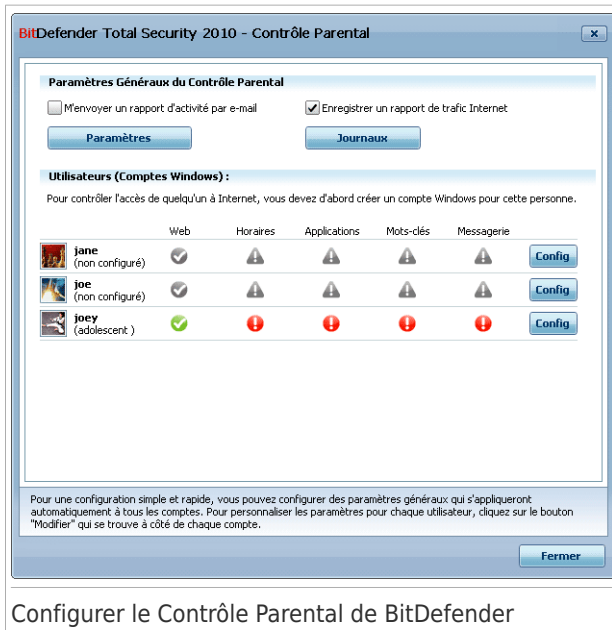 BitDefender Total Security 2010 - Contrôle Parental
Paramètres Généraux du Contrôle Parental
M'envoyer un rapport d'activité par e-mail
Enregistrer un rapport de trafic Internet
Paramètres
Journaux
Utilisateurs (Comptes Windows) :
Pour contrôler l'accès de quelqu'un à Internet, vous devez d'abord créer un compte Windows pour cette personne.
Web Horaires Applications Mots-clés Messagerie
jane
(non configuré)
Config
joe
(non configuré)
Config
joey
(adolescent )
Config
Pour une configuration simple et rapide, vous pouvez configurer des paramètres généraux qui s'appliqueront
automatiquement à tous les comptes. Pour personnaliser les paramètres pour chaque utilisateur, cliquez sur le bouton
"Modifier" qui se trouve à côté de chaque compte.
Fermer
Configurer le Contrôle Parental de BitDefender